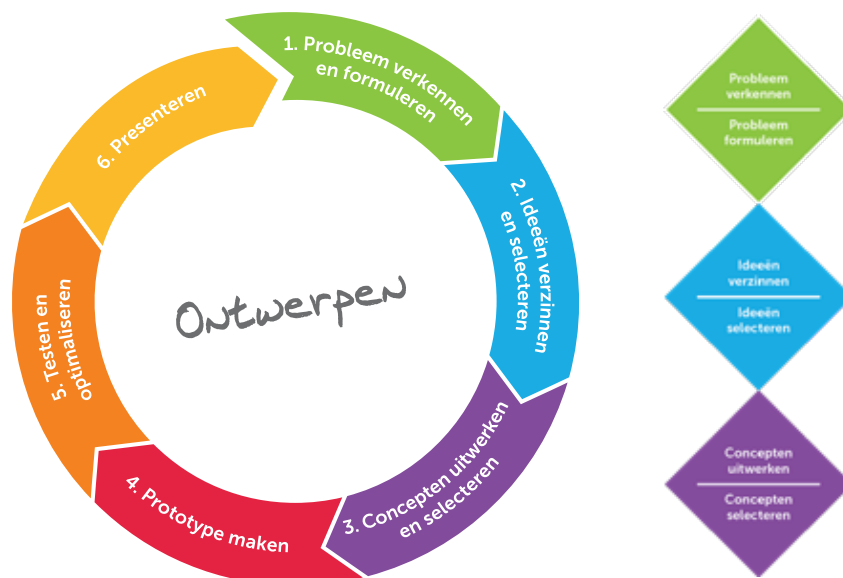 1. Probleem verkennen
en formuleren
2. Ideeën verzinnen
en selecteren
3. Concepten uitwerken
en selecteren
4. Prototype maken
5. Testen en
optimaliseren
6. Presenteren
Ontwerpen
Probleem
verkennen
Probleem
formuleren
Ideeën
verzinnen
Ideeën
selecteren
Concepten
uitwerken
Concepten
selecteren